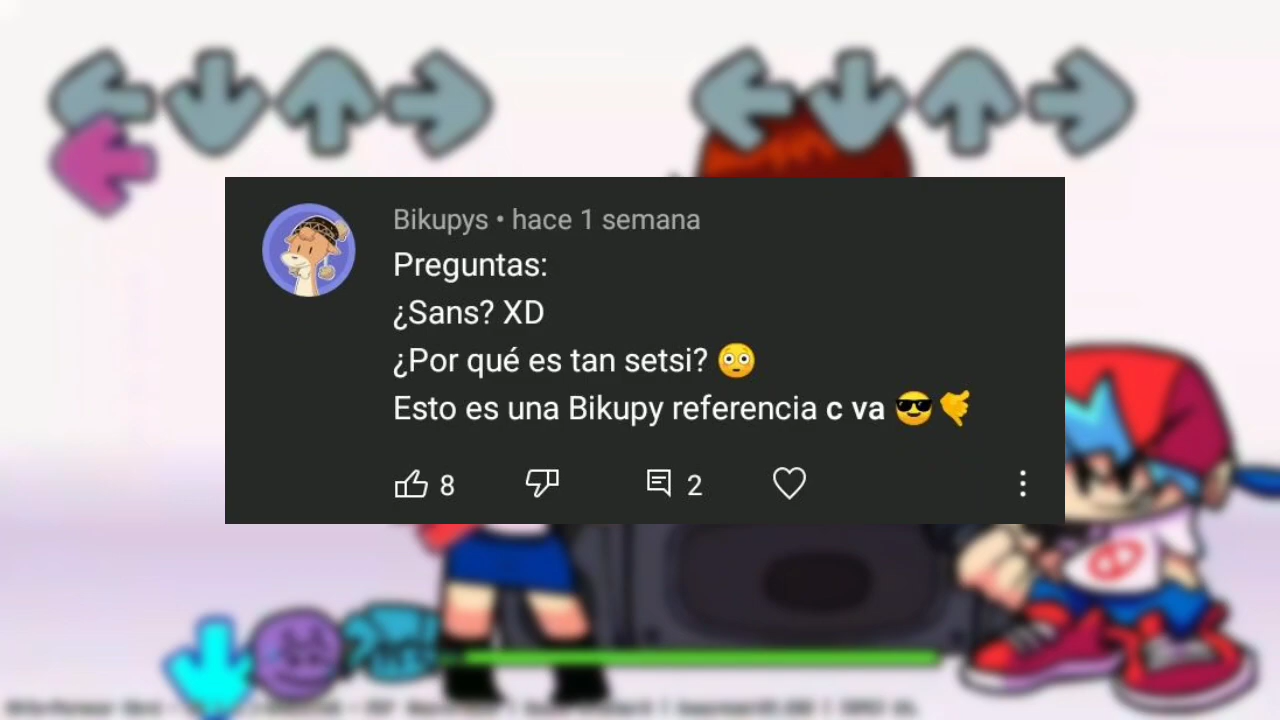 Bikupys • hace 1 semana
Preguntas:
¿Sans? XD
¿Por qué es tan setsi? 😳
Esto es una Bikupy referencia c va 😎🤙
8
2